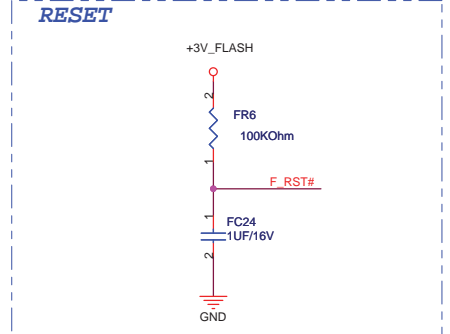 RESET
+3V_FLASH
2
FR6
100KOhm
1
F_RST#
1
FC24
1UF/16V
2
GND